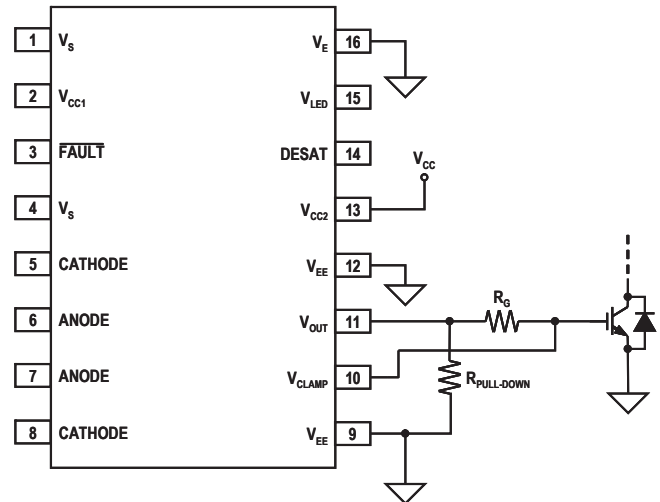 1 V_S
2 V_CC1
3 FAULT
4 V_S
5 CATHODE
6 ANODE
7 ANODE
8 CATHODE
V_E 16
V_LED 15
DESAT 14
V_CC2 13
V_EE 12
V_OUT 11
V_CLAMP 10
V_EE 9
V_CC
R_G
R_PULL-DOWN